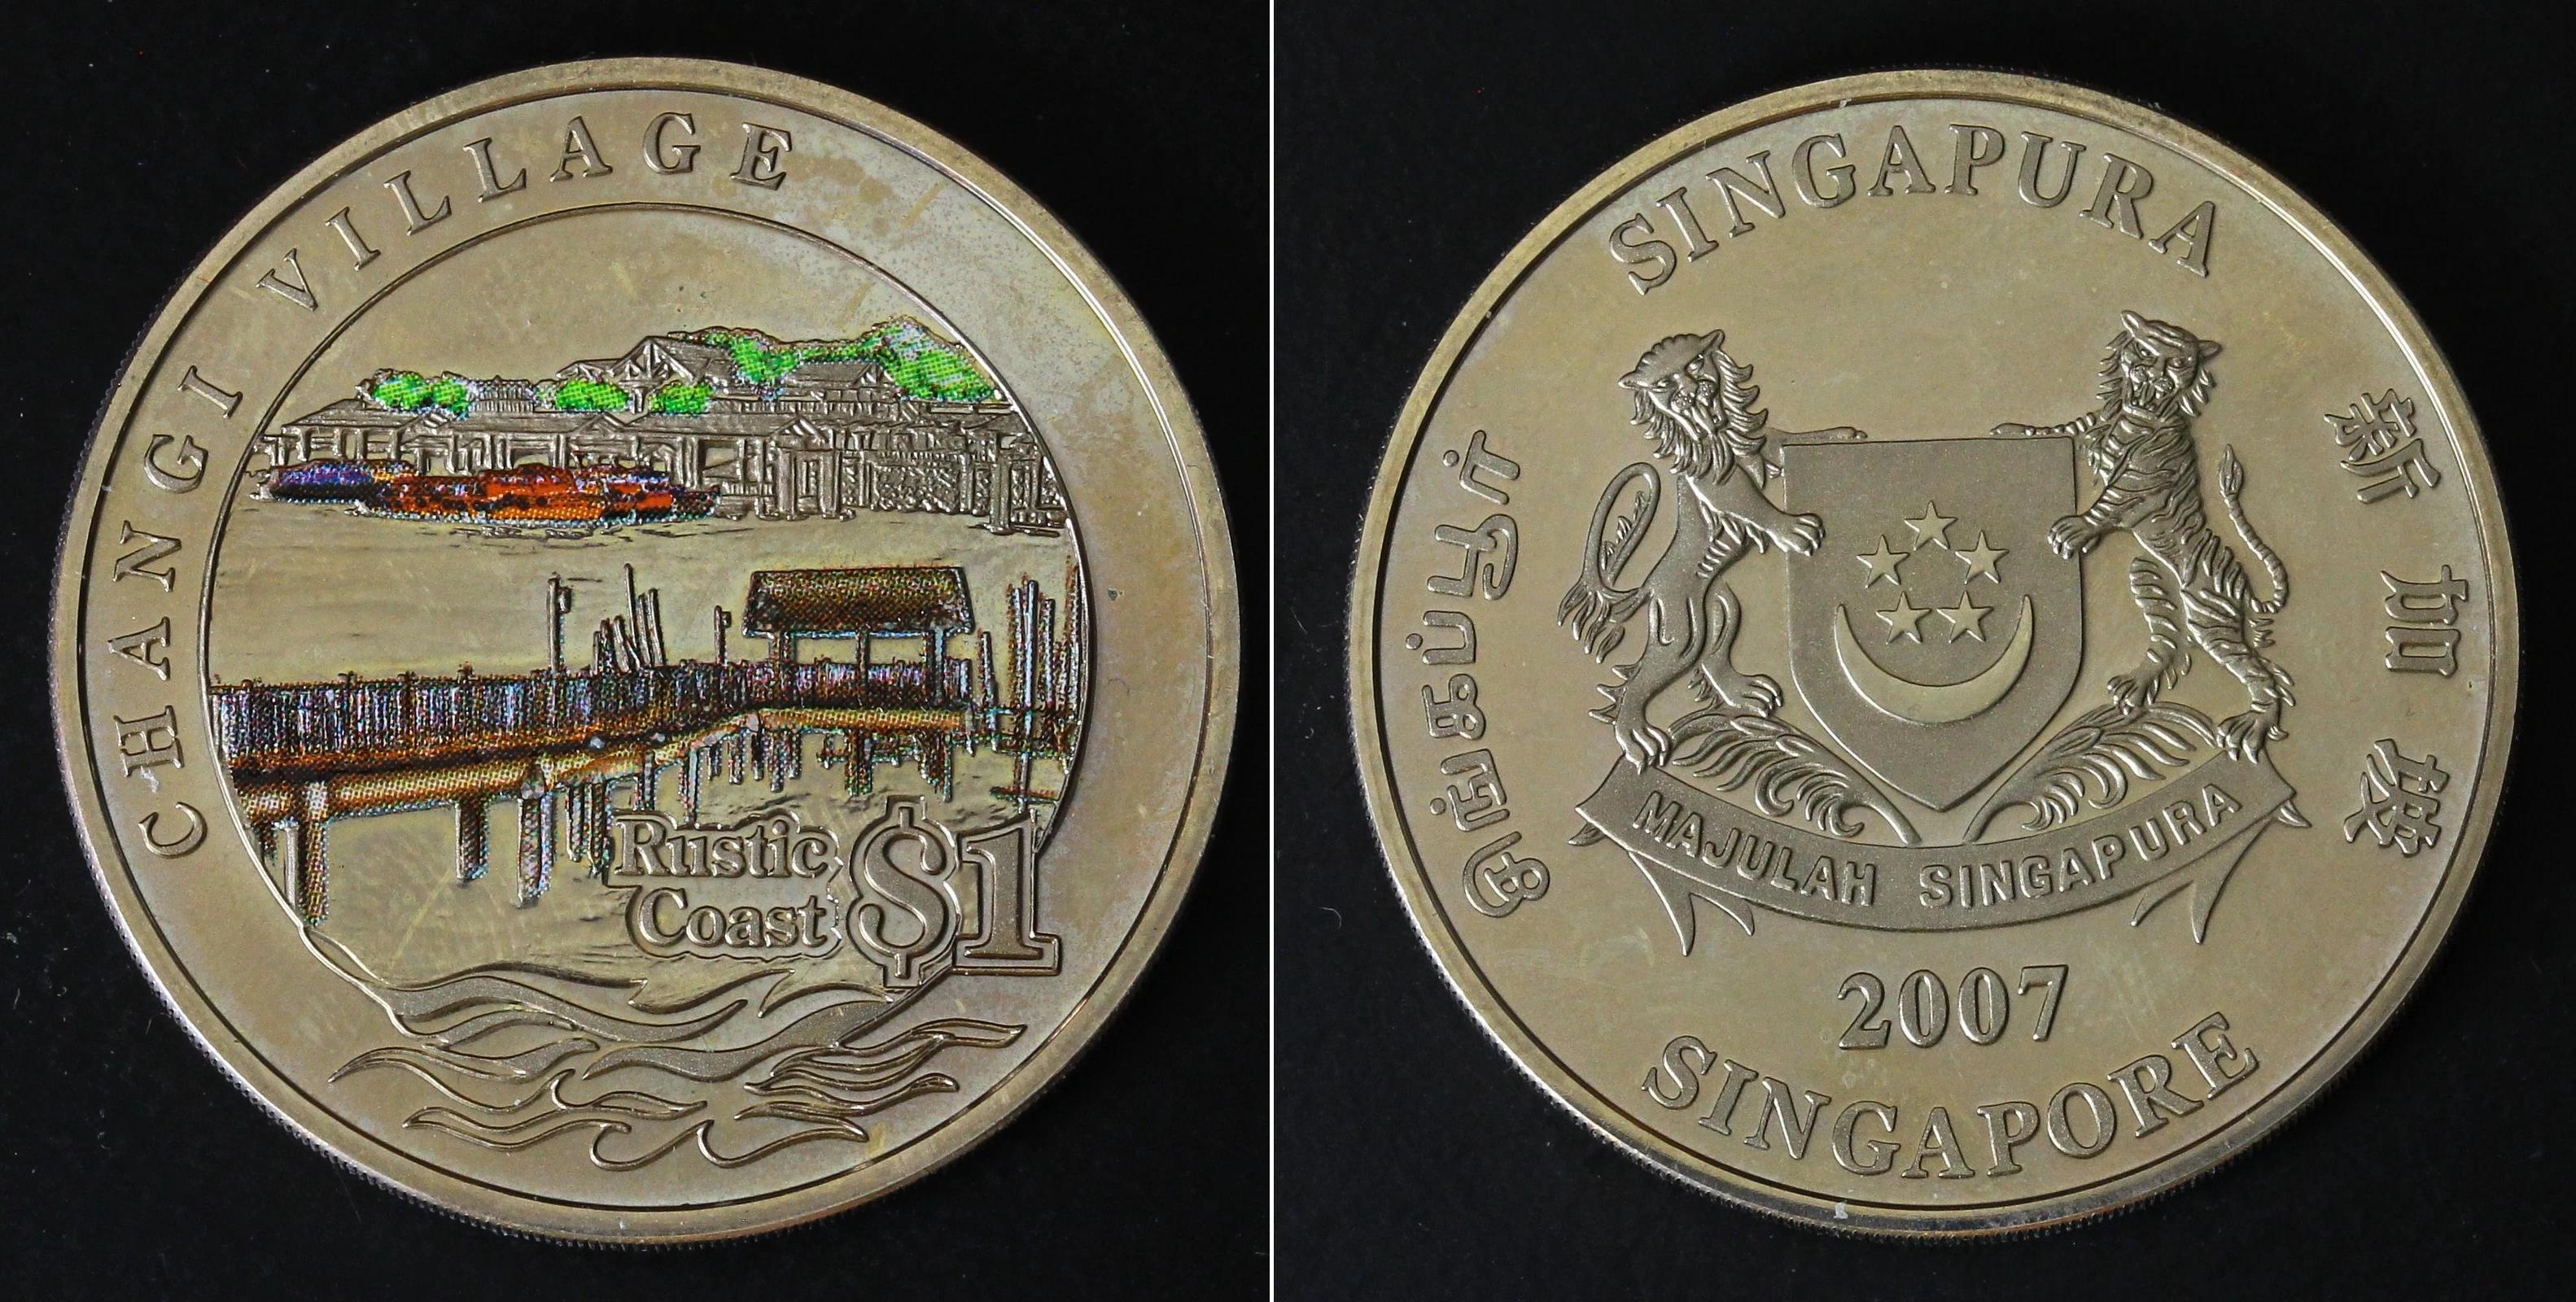 CHANGI VILLAGE
Rustic
Coast
$1
SINGAPURA
சிங்கப்பூர்
新加坡
MAJULAH SINGAPURA
2007
SINGAPORE